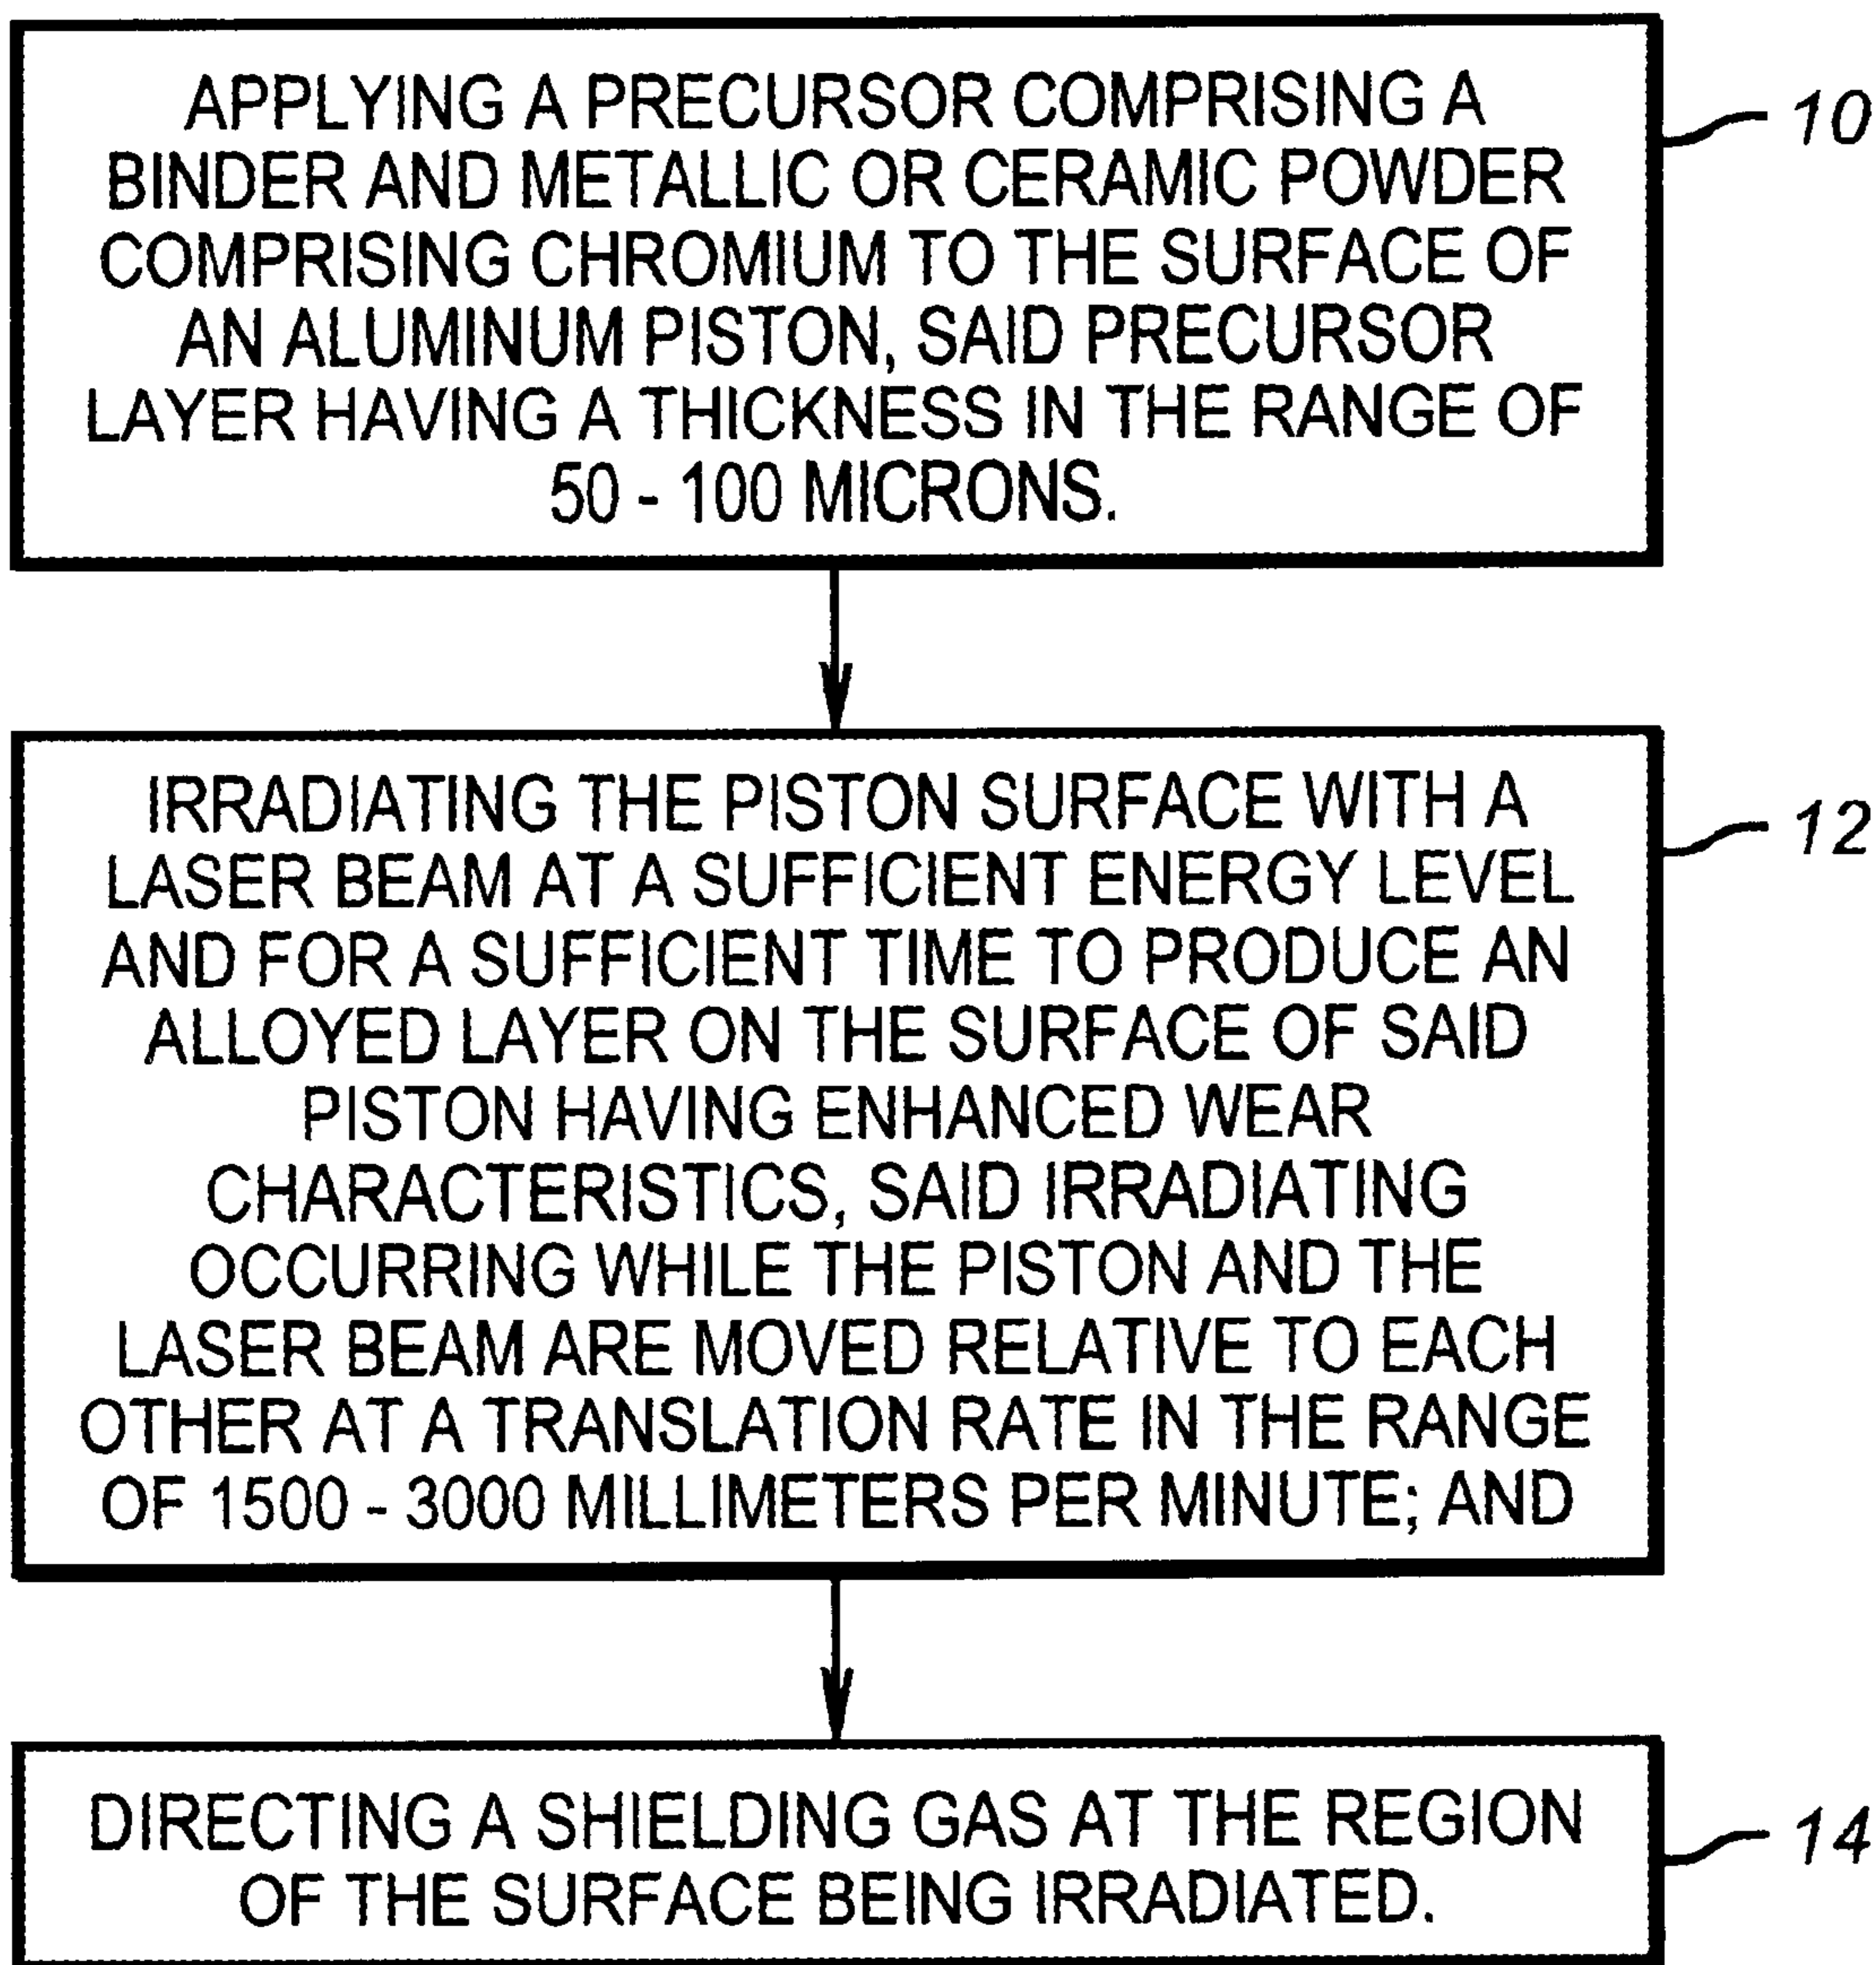 APPLYING A PRECURSOR COMPRISING A
BINDER AND METALLIC OR CERAMIC POWDER
COMPRISING CHROMIUM TO THE SURFACE OF
AN ALUMINUM PISTON, SAID PRECURSOR
LAYER HAVING A THICKNESS IN THE RANGE OF
50 - 100 MICRONS.
10
IRRADIATING THE PISTON SURFACE WITH A
LASER BEAM AT A SUFFICIENT ENERGY LEVEL
AND FOR A SUFFICIENT TIME TO PRODUCE AN
ALLOYED LAYER ON THE SURFACE OF SAID
PISTON HAVING ENHANCED WEAR
CHARACTERISTICS, SAID IRRADIATING
OCCURRING WHILE THE PISTON AND THE
LASER BEAM ARE MOVED RELATIVE TO EACH
OTHER AT A TRANSLATION RATE IN THE RANGE
OF 1500 - 3000 MILLIMETERS PER MINUTE; AND
12
DIRECTING A SHIELDING GAS AT THE REGION
OF THE SURFACE BEING IRRADIATED.
14